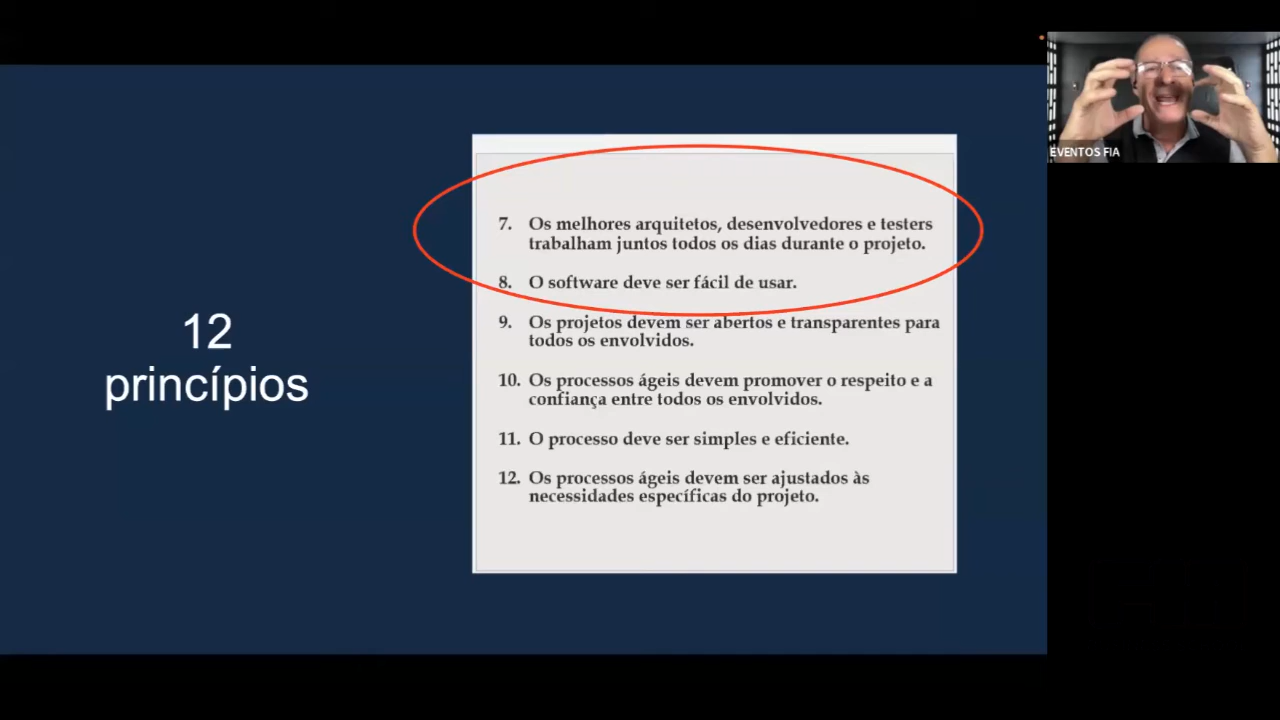 EVENTOS FIA
12
princípios
7. Os melhores arquitetos, desenvolvedores e testers
trabalham juntos todos os dias durante o projeto.
8. O software deve ser fácil de usar.
9. Os projetos devem ser abertos e transparentes para
todos os envolvidos.
10. Os processos ágeis devem promover o respeito e a
confiança entre todos os envolvidos.
11. O processo deve ser simples e eficiente.
12. Os processos ágeis devem ser ajustados às
necessidades específicas do projeto.